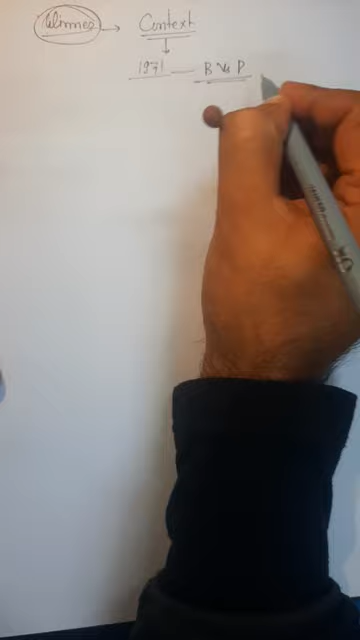 → Context
1971 — B Vs P